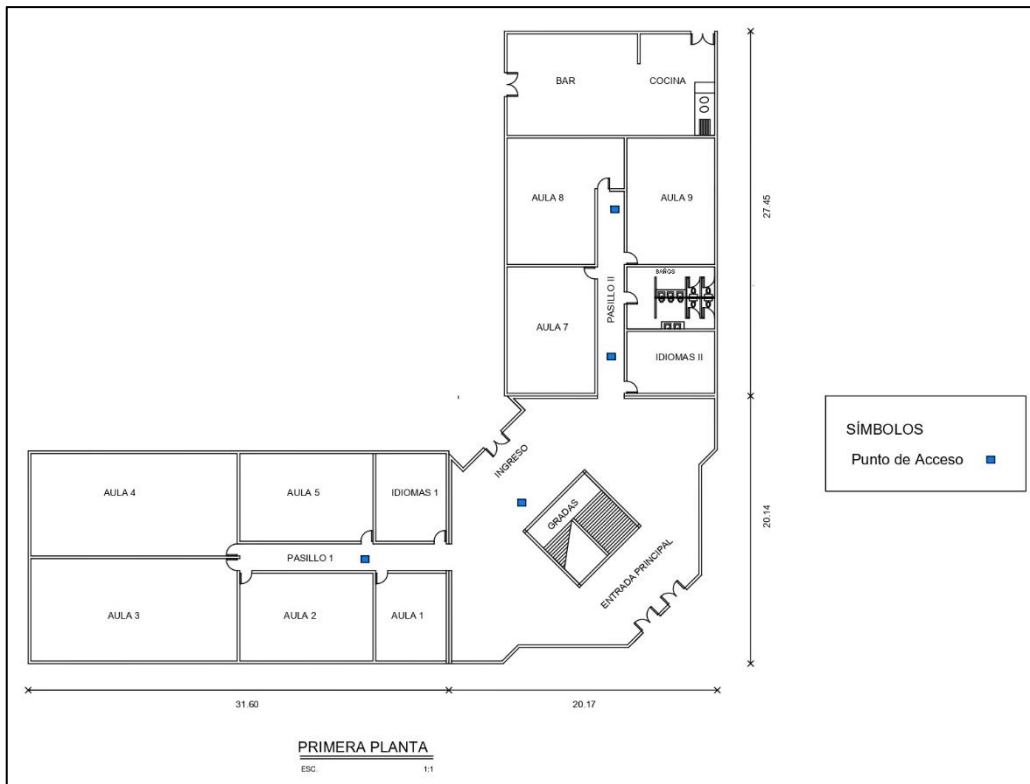 BAR
COCINA
AULA 8
AULA 9
27.45
BAÑOS
PASILLO II
AULA 7
IDIOMAS II
SÍMBOLOS
Punto de Acceso
INGRESO
AULA 4
AULA 5
IDIOMAS 1
GRADAS
20.14
PASILLO 1
ENTRADA PRINCIPAL
AULA 3
AULA 2
AULA 1
31.60
20.17
PRIMERA PLANTA
ESC.
1:1